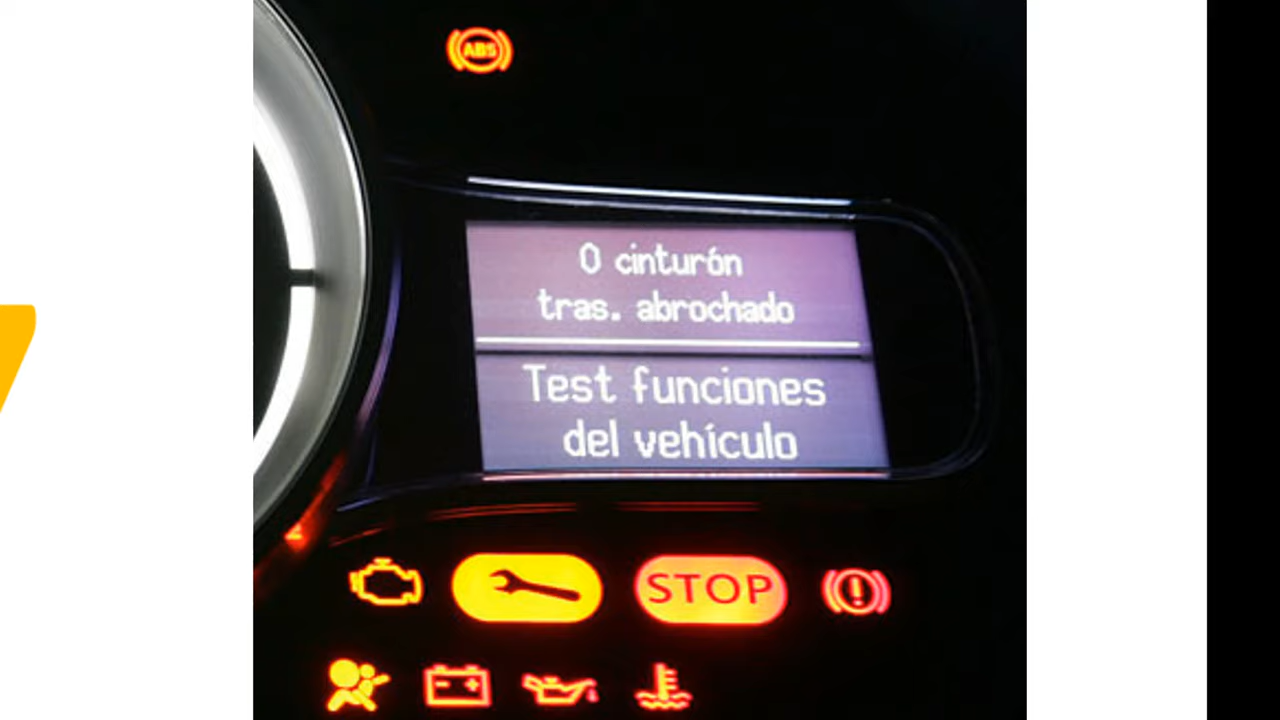 ABS
0 cinturón
tras. abrochado
Test funciones
del vehículo
STOP